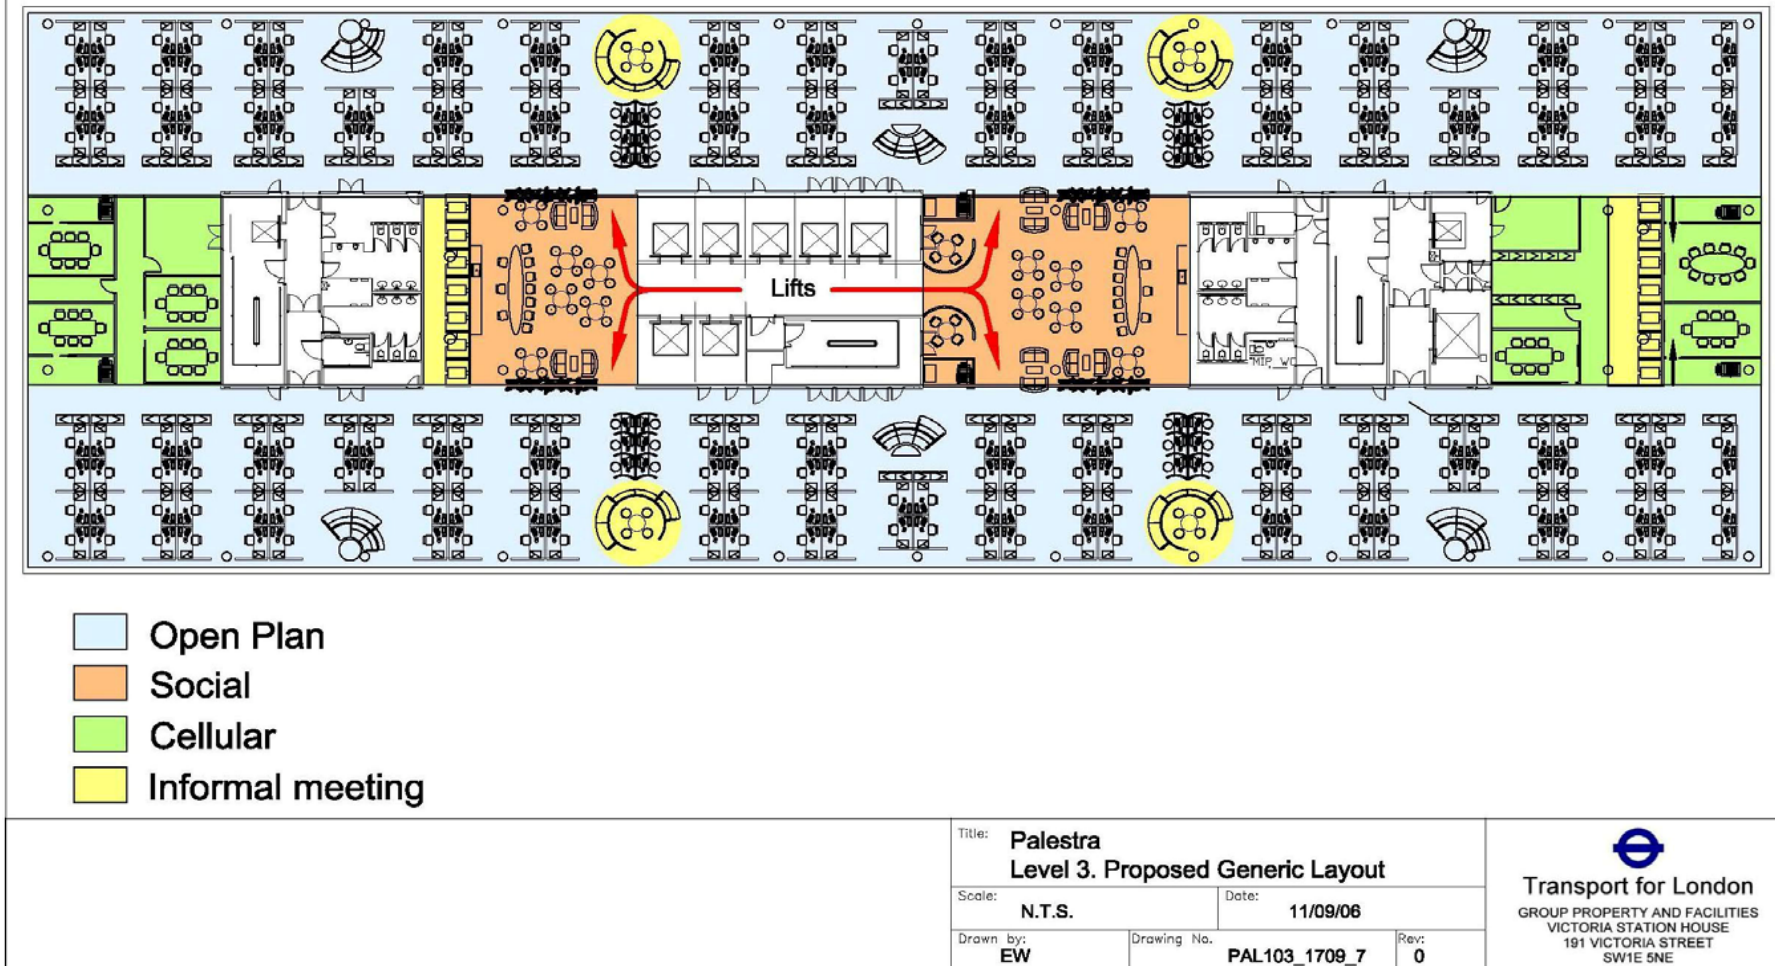 Lifts
MIP_WC
Open Plan
Social
Cellular
Informal meeting
Title: Palestra
Level 3. Proposed Generic Layout
Scale: N.T.S.
Date: 11/09/06
Drawn by: EW
Drawing No. PAL103_1709_7
Rev: 0
Transport for London
GROUP PROPERTY AND FACILITIES
VICTORIA STATION HOUSE
191 VICTORIA STREET
SW1E 5NE